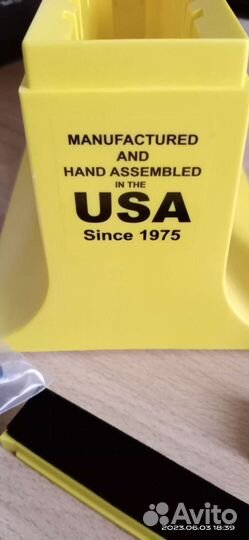 MANUFACTURED
AND
HAND ASSEMBLED
IN THE
USA
Since 1975
Avito
2023.06.03 18:39